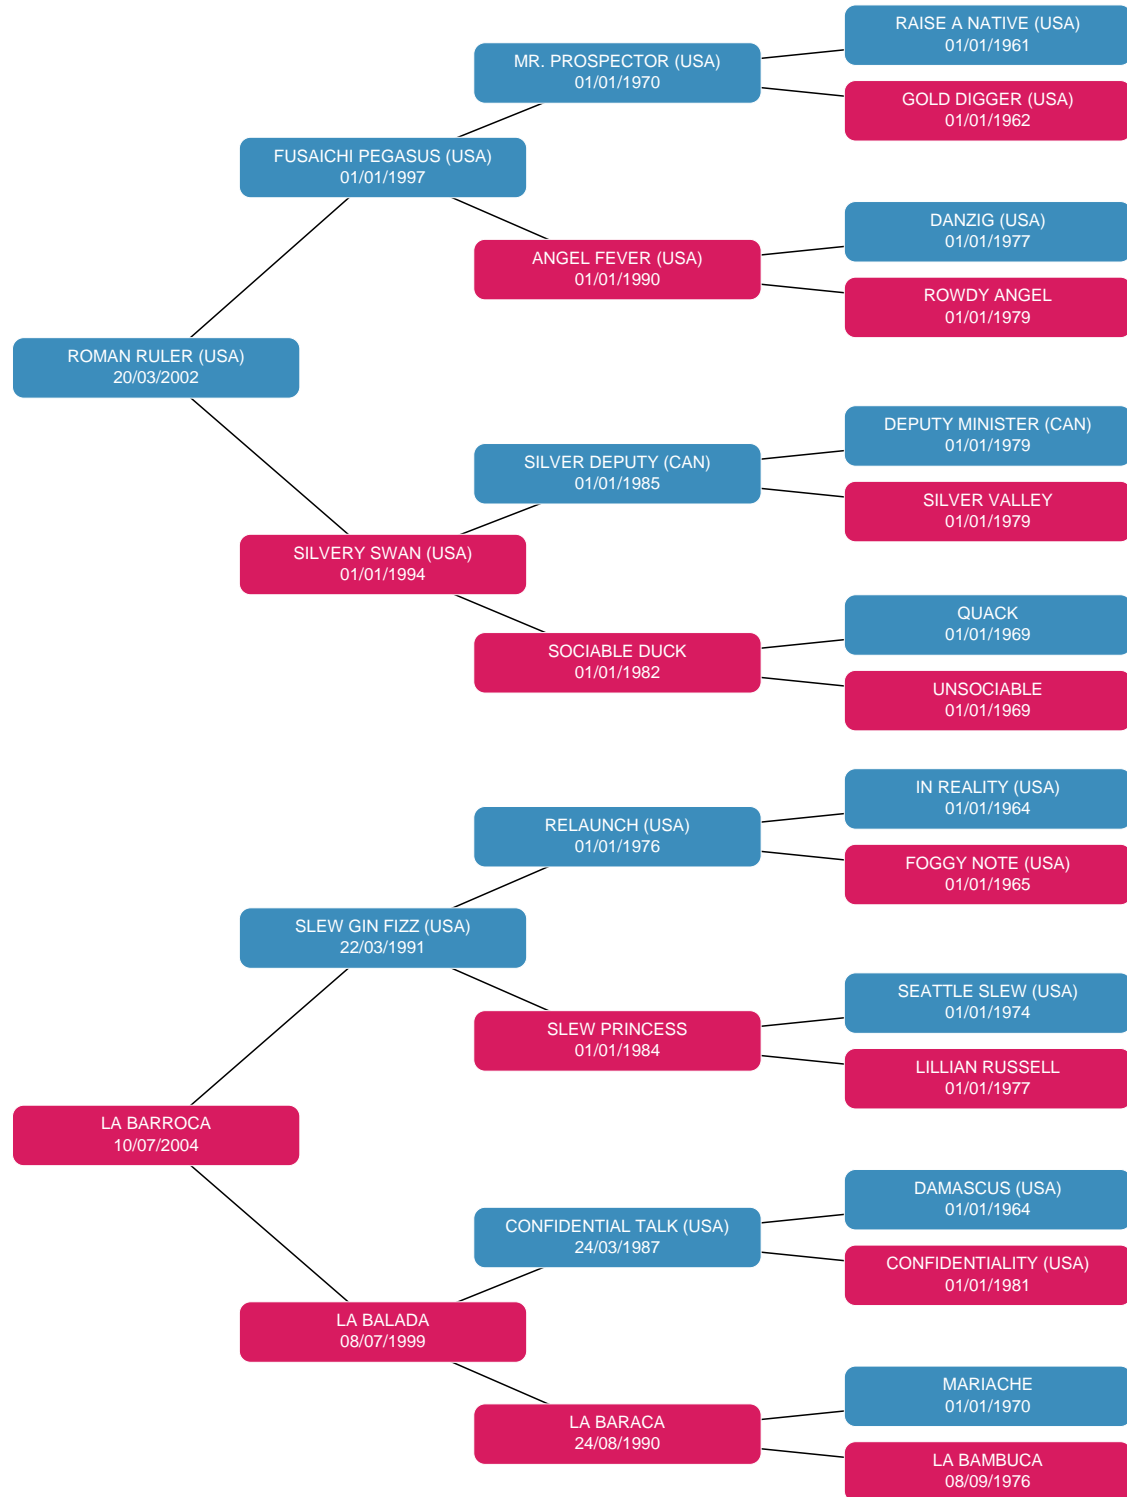 RAISE A NATIVE (USA)
01/01/1961
MR. PROSPECTOR (USA)
01/01/1970
GOLD DIGGER (USA)
01/01/1962
FUSAICHI PEGASUS (USA)
01/01/1997
DANZIG (USA)
01/01/1977
ANGEL FEVER (USA)
01/01/1990
ROWDY ANGEL
01/01/1979
ROMAN RULER (USA)
20/03/2002
DEPUTY MINISTER (CAN)
01/01/1979
SILVER DEPUTY (CAN)
01/01/1985
SILVER VALLEY
01/01/1979
SILVERY SWAN (USA)
01/01/1994
QUACK
01/01/1969
SOCIABLE DUCK
01/01/1982
UNSOCIABLE
01/01/1969
IN REALITY (USA)
01/01/1964
RELAUNCH (USA)
01/01/1976
FOGGY NOTE (USA)
01/01/1965
SLEW GIN FIZZ (USA)
22/03/1991
SEATTLE SLEW (USA)
01/01/1974
SLEW PRINCESS
01/01/1984
LILLIAN RUSSELL
01/01/1977
LA BARROCA
10/07/2004
DAMASCUS (USA)
01/01/1964
CONFIDENTIAL TALK (USA)
24/03/1987
CONFIDENTIALITY (USA)
01/01/1981
LA BALADA
08/07/1999
MARIACHE
01/01/1970
LA BARACA
24/08/1990
LA BAMBUCA
08/09/1976